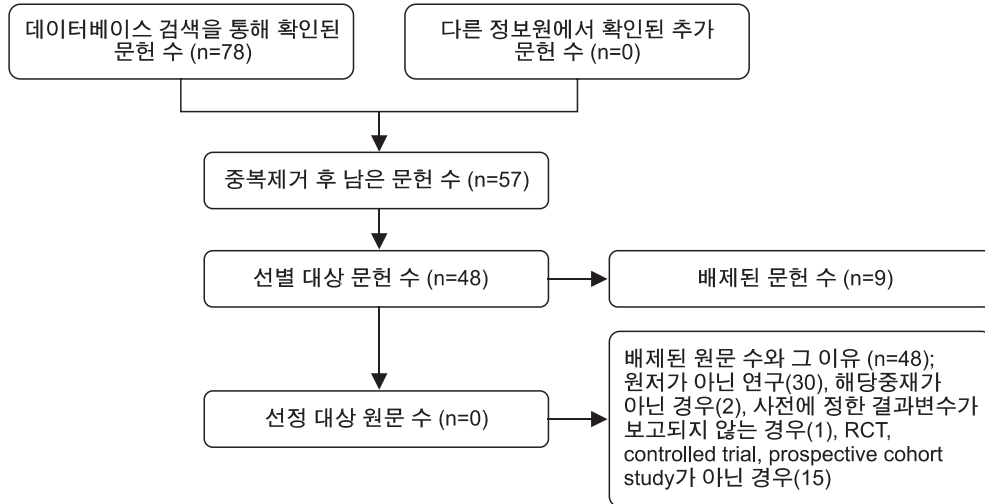 데이터베이스 검색을 통해 확인된
문헌 수 (n=78)
다른 정보원에서 확인된 추가
문헌 수 (n=0)
중복제거 후 남은 문헌 수 (n=57)
선별 대상 문헌 수 (n=48)
배제된 문헌 수 (n=9)
선정 대상 원문 수 (n=0)
배제된 원문 수와 그 이유 (n=48);
원저가 아닌 연구(30), 해당중재가
아닌 경우(2), 사전에 정한 결과변수가
보고되지 않는 경우(1), RCT,
controlled trial, prospective cohort
study가 아닌 경우(15)